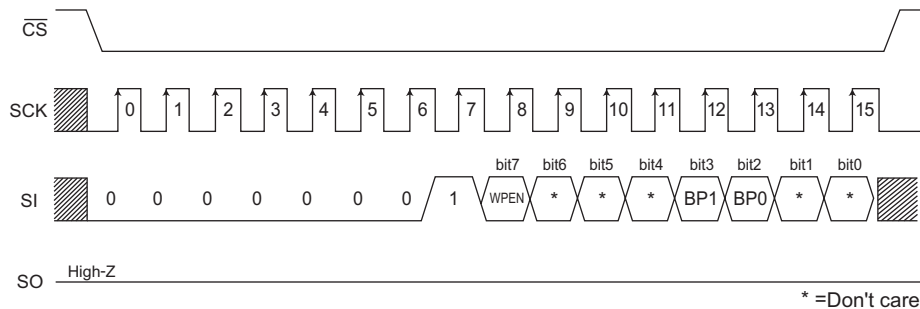 CS
SCK 0 1 2 3 4 5 6 7 8 9 10 11 12 13 14 15
bit7 bit6 bit5 bit4 bit3 bit2 bit1 bit0
SI 0 0 0 0 0 0 0 1 WPEN * * * BP1 BP0 * *
SO High-Z
* =Don't care